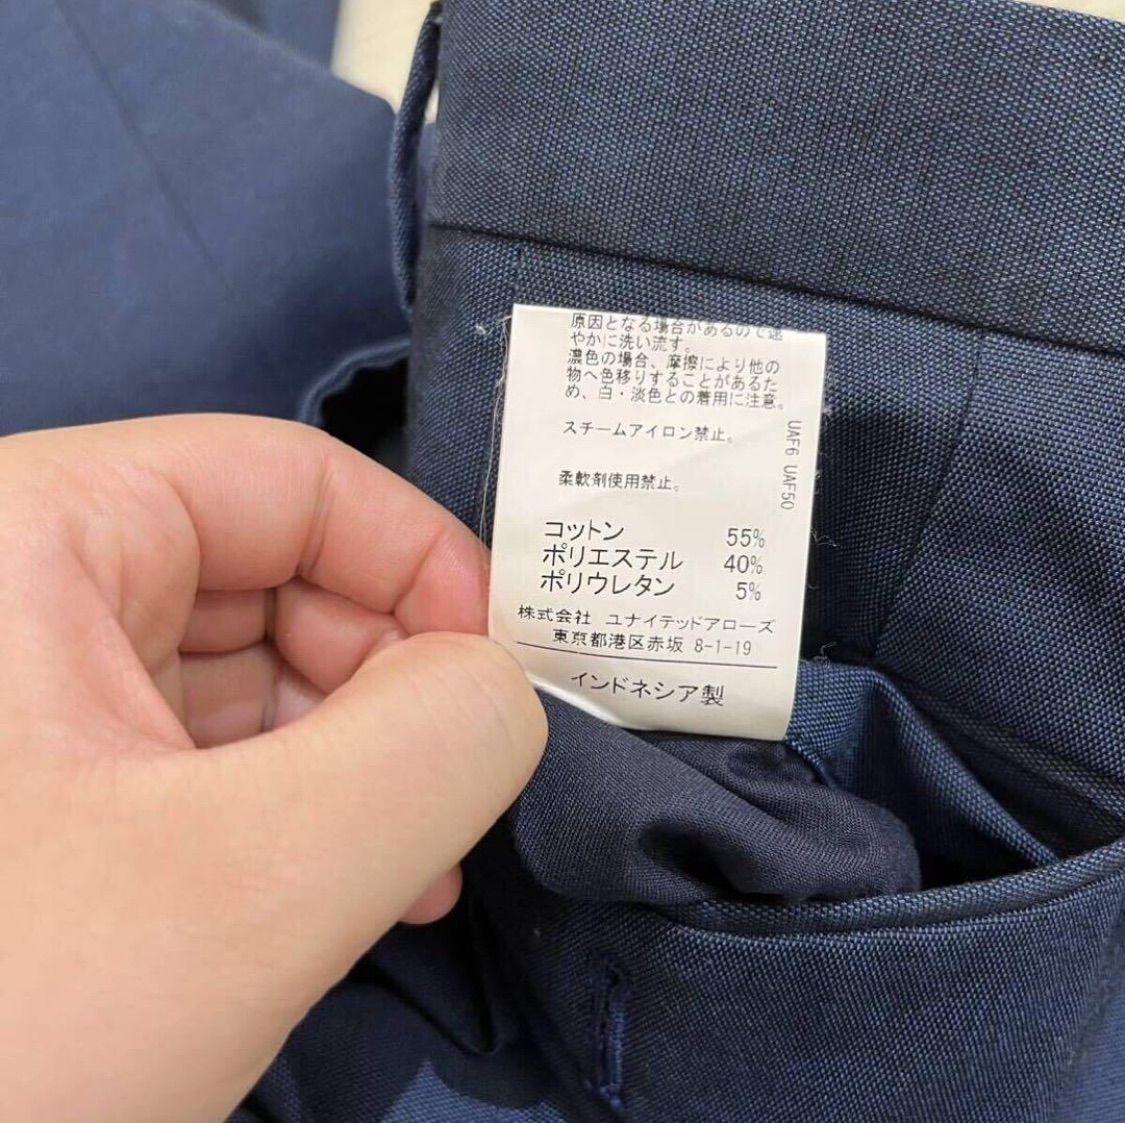 原因となる場合があるので速
やかに洗い流す。
濃色の場合、摩擦により他の
物へ色移りすることがあるた
め、白・淡色との着用に注意。
スチームアイロン禁止。
柔軟剤使用禁止。
コットン 55%
ポリエステル 40%
ポリウレタン 5%
株式会社 ユナイテッドアローズ
東京都港区赤坂 8-1-19
インドネシア製
UAF6 UAF50